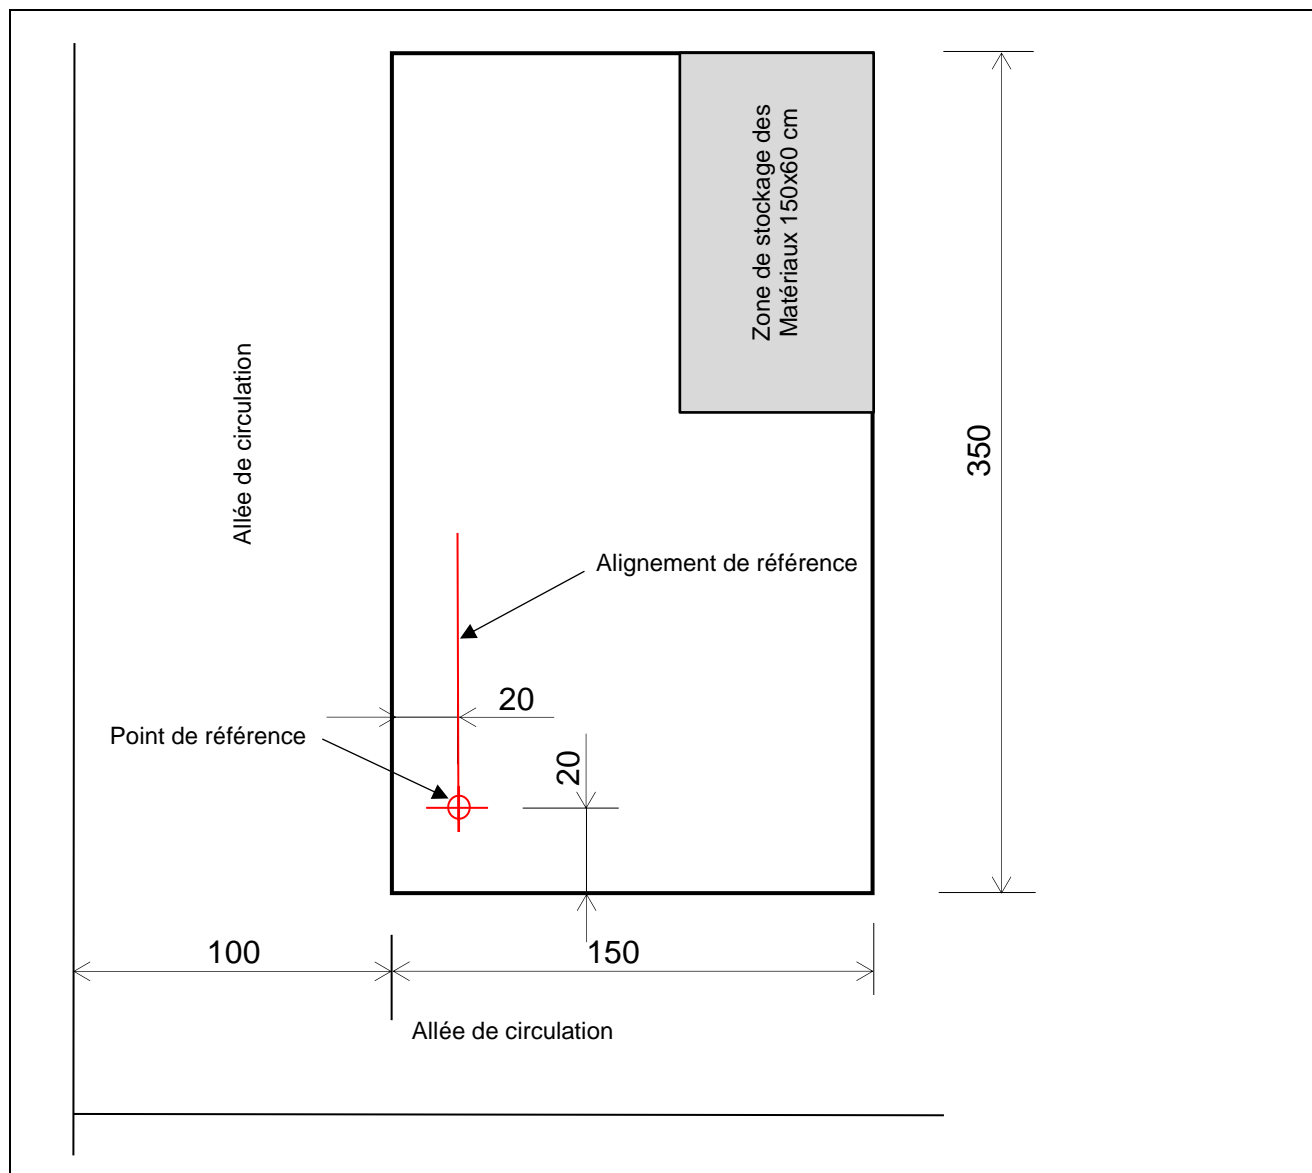 Zone de stockage des
Matériaux 150x60 cm
Allée de circulation
350
Alignement de référence
20
Point de référence
20
100
150
Allée de circulation